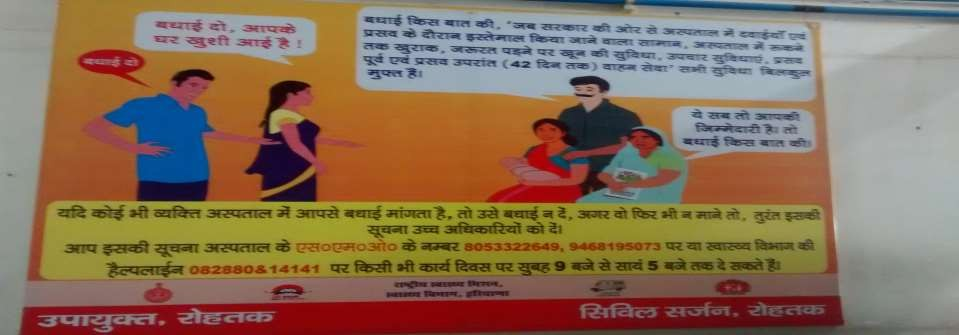 बधाई दो, आपके
घर खुशी आई है !
बधाई दो
बधाई किस बात की, "जब सरकार की ओर से अस्पताल में दवाईयाँ एवं
प्रसव के दौरान इस्तेमाल किया जाने वाला सामान, अस्पताल में रूकने
तक खुराक, जरूरत पड़ने पर खून की सुविधा, उपचार सुविधाएं, प्रसव
पूर्व एवं प्रसव उपरांत (42 दिन तक) वाहन सेवा" सभी सुविधा बिलकुल
मुफ्त है।
ये सब तो आपकी
जिम्मेदारी है। तो
बधाई किस बात की।
यदि कोई भी व्यक्ति अस्पताल में आपसे बधाई मांगता है, तो उसे बधाई न दे, अगर वो फिर भी न माने तो, तुरंत इसकी
सूचना उच्च अधिकारियों को दें।
आप इसकी सूचना अस्पताल के एस०एम०ओ० के नम्बर 8053322649, 9468195073 पर या स्वास्थ्य विभाग की
हैल्पलाईन 082880&14141 पर किसी भी कार्य दिवस पर सुबह 9 बजे से सायं 5 बजे तक दे सकते है।
राष्ट्रीय स्वास्थ्य मिशन,
स्वास्थ्य विभाग, हरियाणा
उपायुक्त, रोहतक
सिविल सर्जन, रोहतक